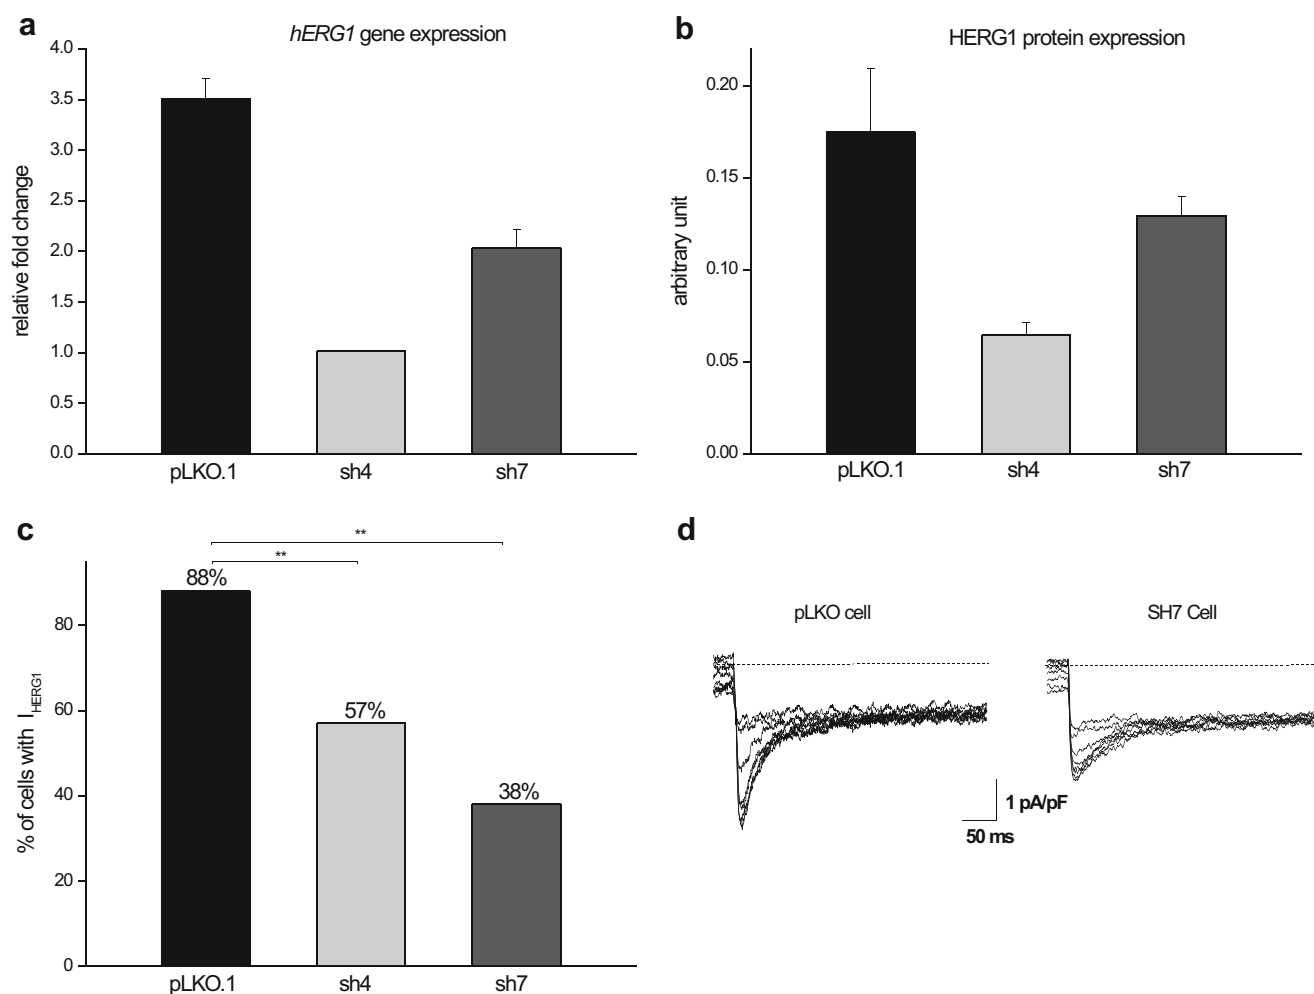 a
hERG1 gene expression
relative fold change
4.0
3.5
3.0
2.5
2.0
1.5
1.0
0.5
0.0
pLKO.1 sh4 sh7
b
HERG1 protein expression
arbitrary unit
0.20
0.15
0.10
0.05
0.00
pLKO.1 sh4 sh7
c
** 
**
% of cells with I_HERG1
80
60
40
20
0
88%
57%
38%
pLKO.1 sh4 sh7
d
pLKO cell
SH7 Cell
1 pA/pF
50 ms